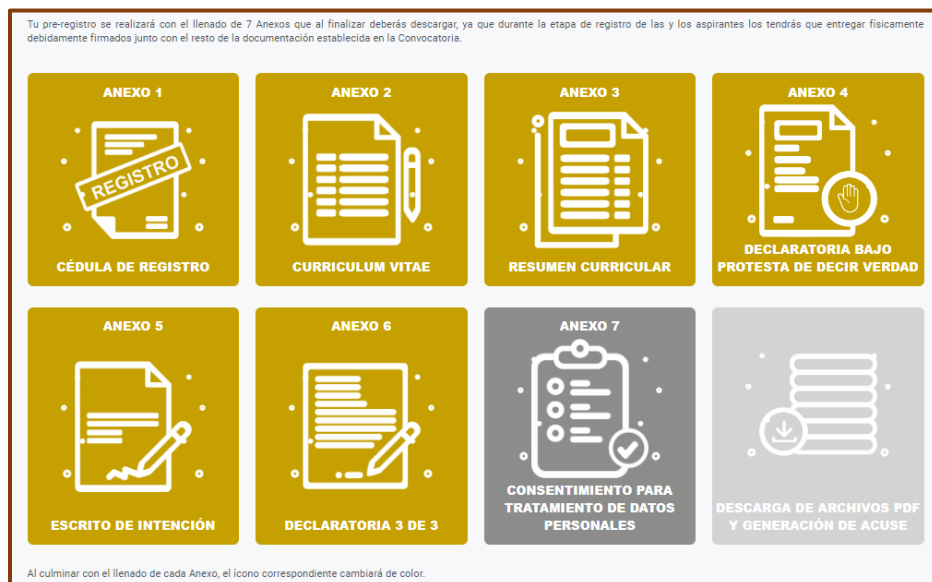 Tu pre-registro se realizará con el llenado de 7 Anexos que al finalizar deberás descargar, ya que durante la etapa de registro de las y los aspirantes los tendrás que entregar físicamente
debidamente firmados junto con el resto de la documentación establecida en la Convocatoria.
ANEXO 1
REGISTRO
CÉDULA DE REGISTRO
ANEXO 2
CURRICULUM VITAE
ANEXO 3
RESUMEN CURRICULAR
ANEXO 4
DECLARATORIA BAJO
PROTESTA DE DECIR VERDAD
ANEXO 5
ESCRITO DE INTENCIÓN
ANEXO 6
DECLARATORIA 3 DE 3
ANEXO 7
CONSENTIMIENTO PARA
TRATAMIENTO DE DATOS
PERSONALES
DESCARGA DE ARCHIVOS PDF
Y GENERACIÓN DE ACUSE
Al culminar con el llenado de cada Anexo, el ícono correspondiente cambiará de color.